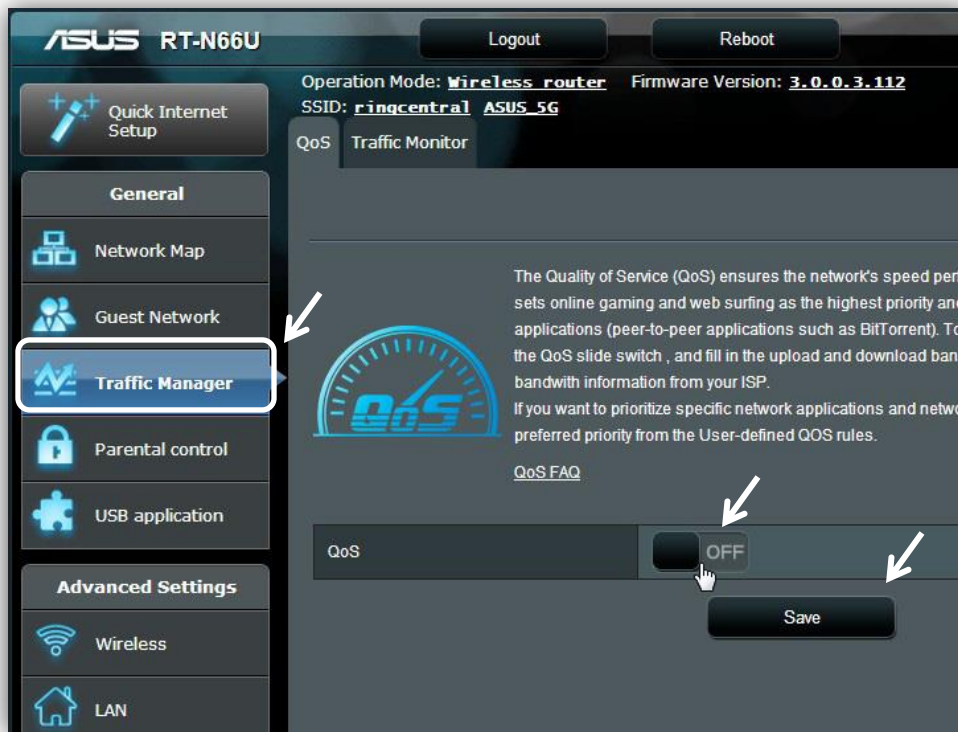 ASUS RT-N66U
Logout
Reboot
Operation Mode: Wireless router Firmware Version: 3.0.0.3.112
SSID: ringcentral ASUS_5G
Quick Internet
Setup
QoS
Traffic Monitor
General
Network Map
Guest Network
Traffic Manager
Parental control
USB application
Advanced Settings
Wireless
LAN
The Quality of Service (QoS) ensures the network's speed per
sets online gaming and web surfing as the highest priority an
applications (peer-to-peer applications such as BitTorrent). To
the QoS slide switch , and fill in the upload and download ban
bandwith information from your ISP.
If you want to prioritize specific network applications and netwo
preferred priority from the User-defined QOS rules.
QoS FAQ
QoS
QoS
OFF
Save